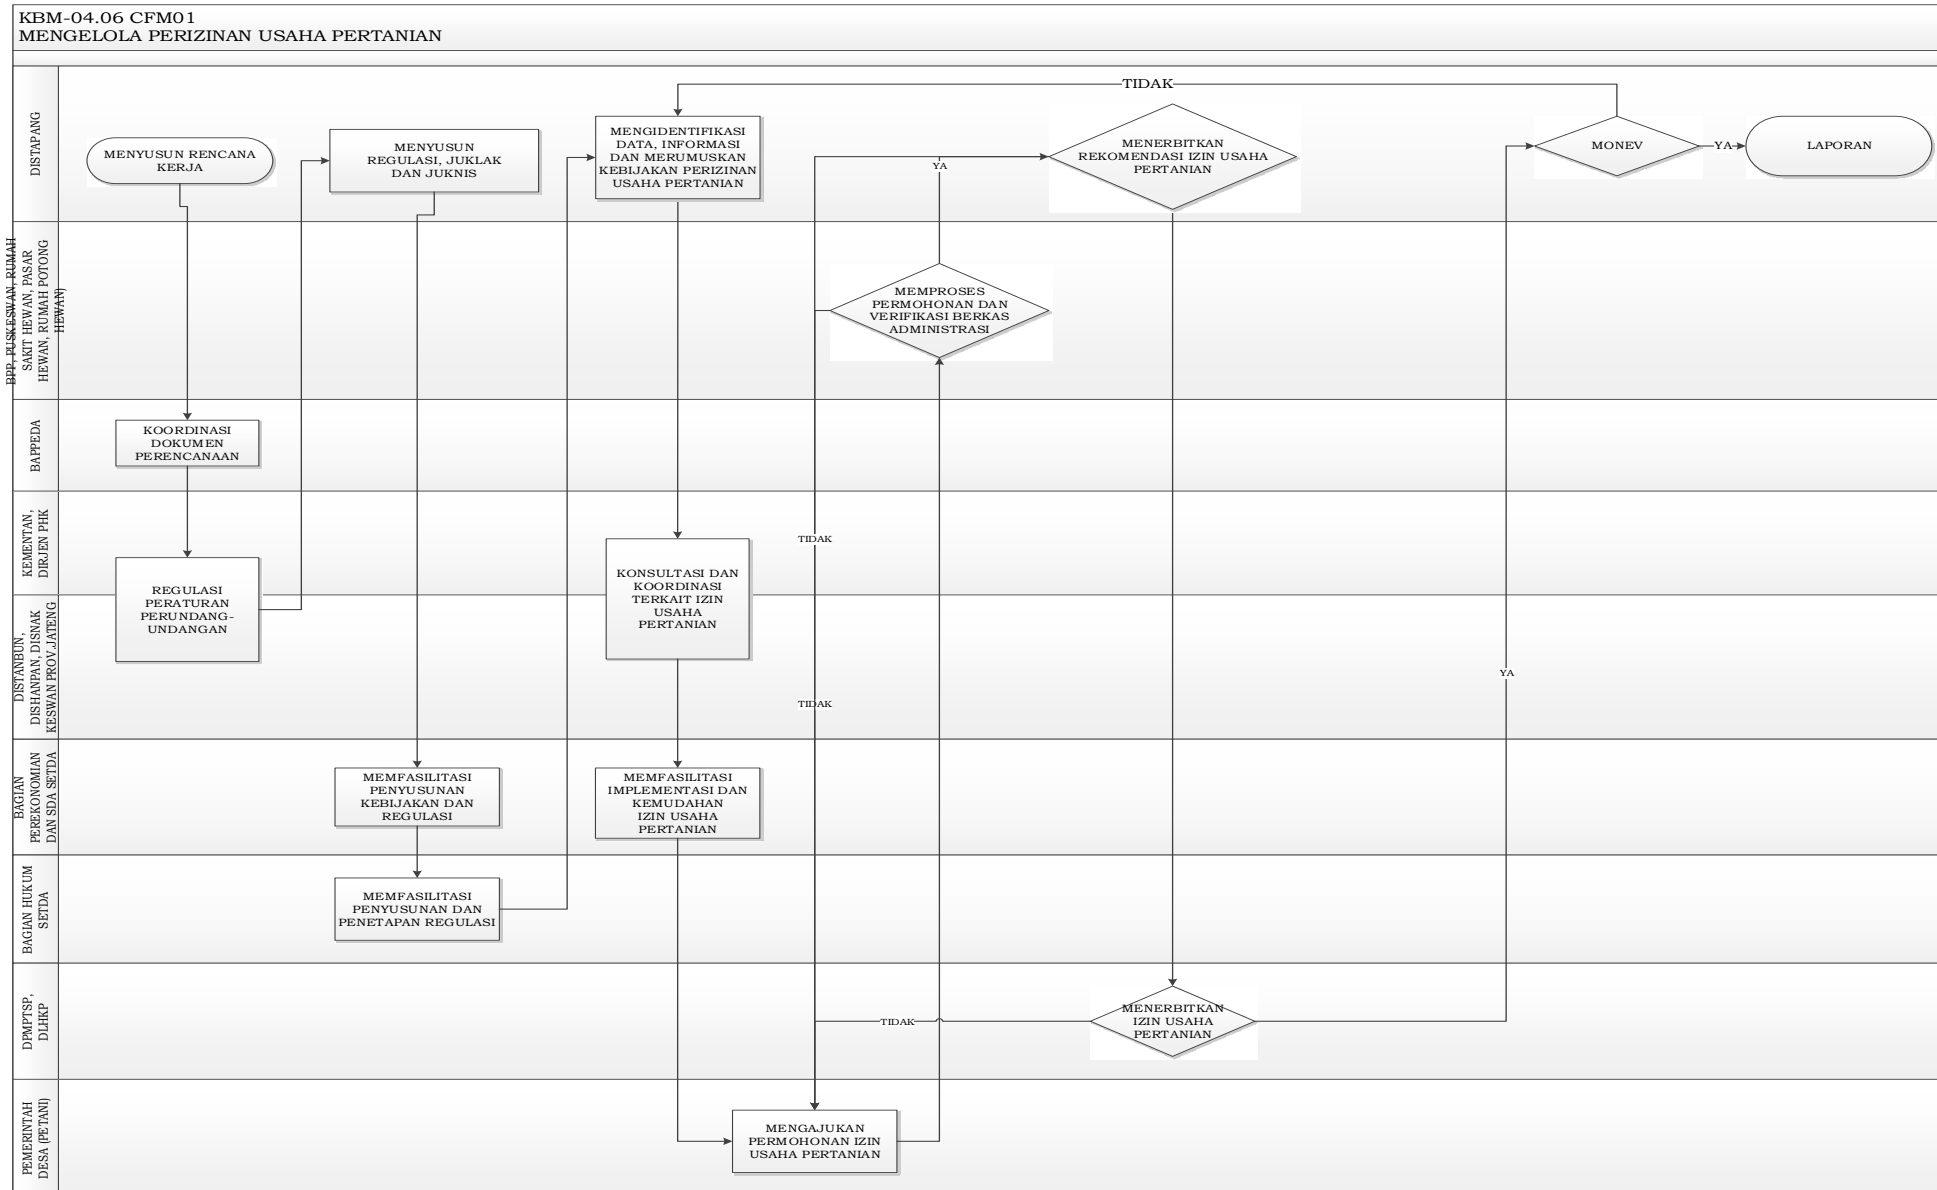 KBM-04.06 CFM01
MENGELOLA PERIZINAN USAHA PERTANIAN
DISTAPANG
MENYUSUN RENCANA
KERJA
MENYUSUN
REGULASI, JUKLAK
DAN JUKNIS
MENGIDENTIFIKASI
DATA, INFORMASI
DAN MERUMUSKAN
KEBIJAKAN PERIZINAN
USAHA PERTANIAN
TIDAK
MENERBITKAN
REKOMENDASI IZIN USAHA
PERTANIAN
MONEV
YA
LAPORAN
YA
BPP, PUSKESWAN, RUMAH
SAKIT HEWAN, PASAR
HEWAN, RUMAH POTONG
HEWAN)
MEMPROSES
PERMOHONAN DAN
VERIFIKASI BERKAS
ADMINISTRASI
BAPPEDA
KOORDINASI
DOKUMEN
PERENCANAAN
KEMENTAN,
DIRJEN PHK
TIDAK
REGULASI
PERATURAN
PERUNDANG-
UNDANGAN
KONSULTASI DAN
KOORDINASI
TERKAIT IZIN
USAHA
PERTANIAN
DISTANBUN,
DISHANPAN, DISNAK
KESWAN PROV.JATENG
TIDAK
YA
BAGIAN
PEREKONOMIAN
DAN SDA SETDA
MEMFASILITASI
PENYUSUNAN
KEBIJAKAN DAN
REGULASI
MEMFASILITASI
IMPLEMENTASI DAN
KEMUDAHAN
IZIN USAHA
PERTANIAN
BAGIAN HUKUM
SETDA
MEMFASILITASI
PENYUSUNAN DAN
PENETAPAN REGULASI
DPMPTSP,
DLHKP
TIDAK
MENERBITKAN
IZIN USAHA
PERTANIAN
PEMERINTAH
DESA (PETANI)
MENGAJUKAN
PERMOHONAN IZIN
USAHA PERTANIAN